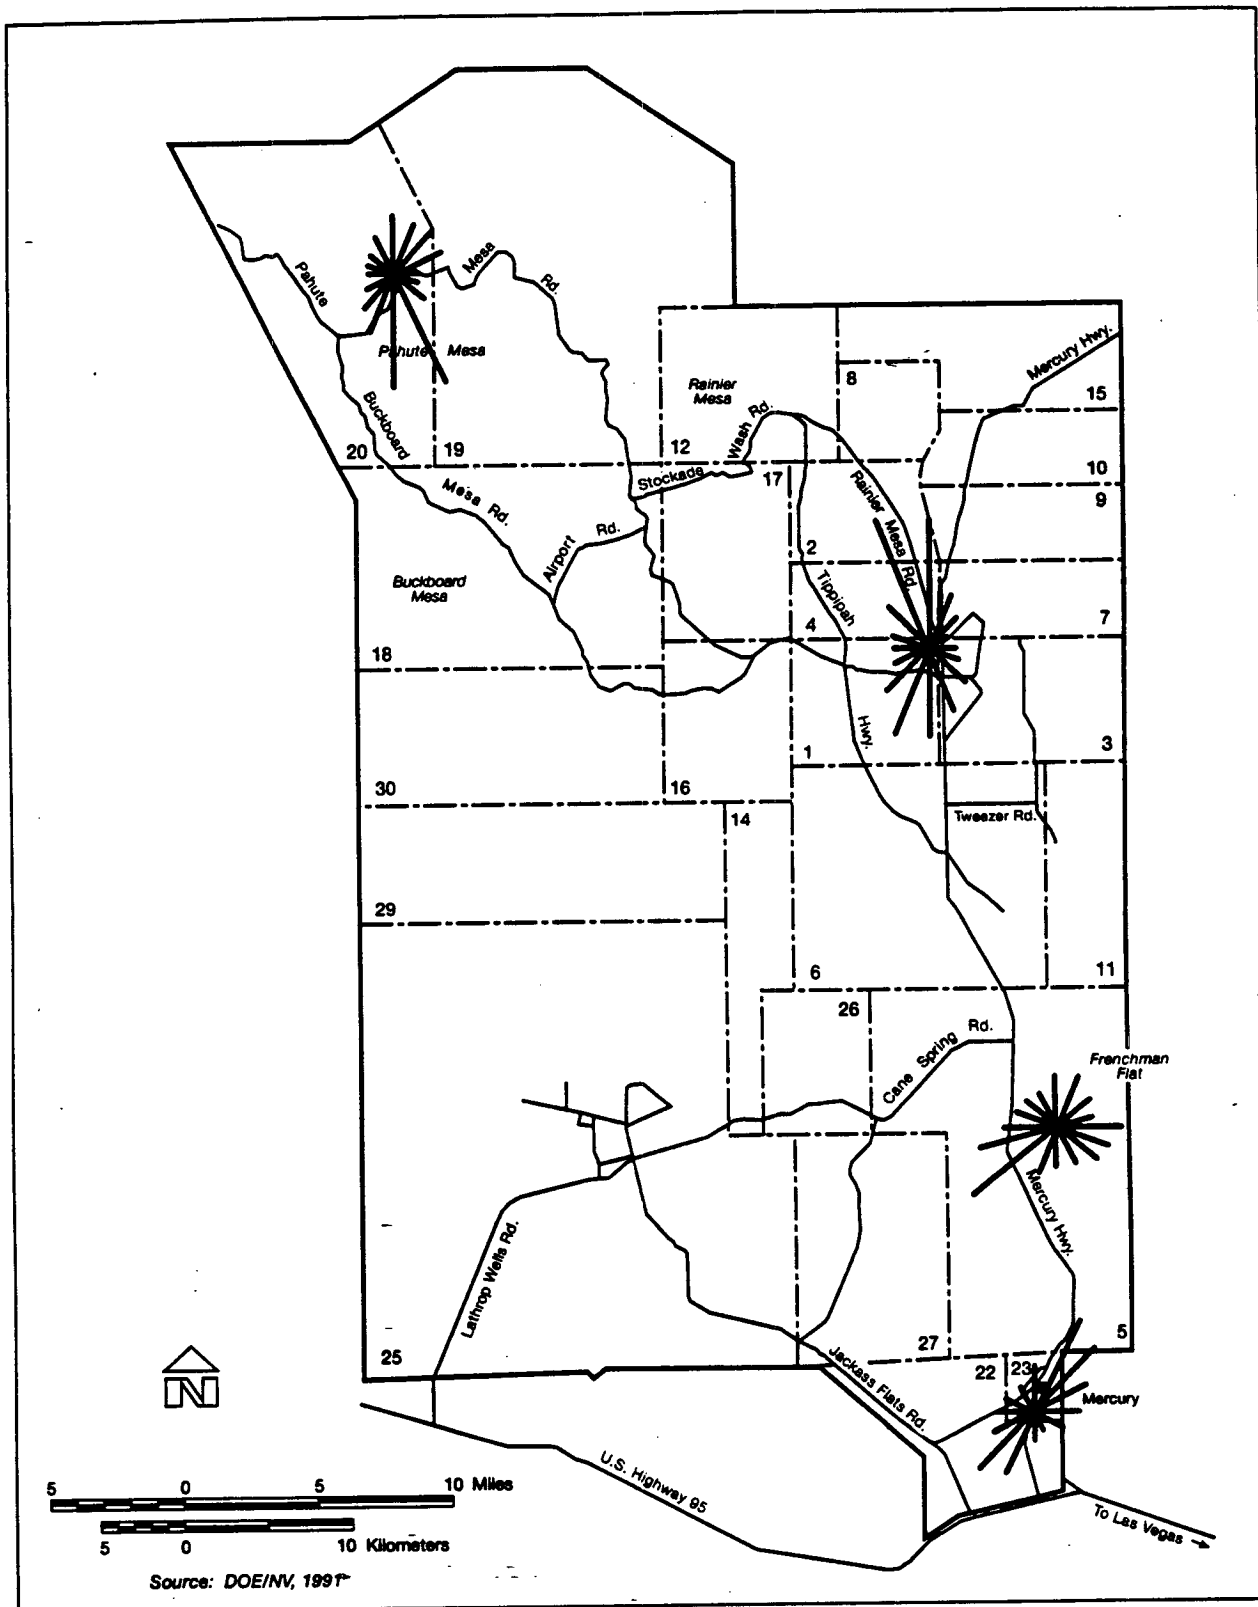 Pahute
Mesa
Rd.
Pahute Mesa
Buckboard
Mesa Rd.
20
19
Rainier
Mesa
12
Wash Rd.
Stockade
17
8
Mercury Hwy.
15
10
9
Rainier Mesa Rd.
2
Tippipah
Hwy.
Airport Rd.
Buckboard
Mesa
4
7
18
1
3
30
16
14
Tweezer Rd.
29
6
11
26
Cane Spring Rd.
Frenchman
Flat
Mercury Hwy.
Lathrop Wells Rd.
25
27
5
22
23
Mercury
Jackass Flats Rd.
N
U.S. Highway 95
To Las Vegas
5 0 5 10 Miles
5 0 10 Kilometers
Source: DOE/NV, 1991